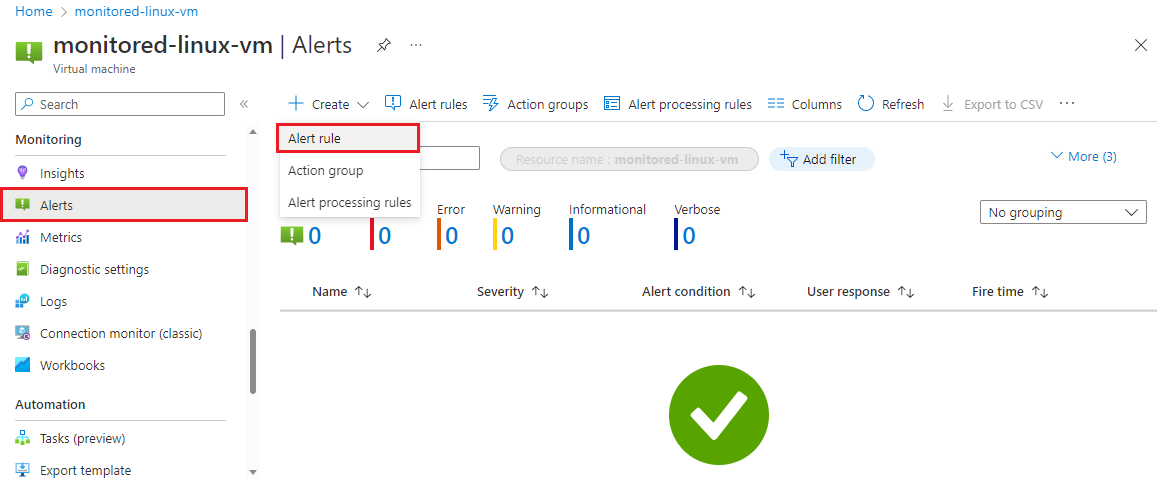 Home > monitored-linux-vm
monitored-linux-vm | Alerts
Virtual machine
Search
Monitoring
Insights
Alerts
Metrics
Diagnostic settings
Logs
Connection monitor (classic)
Workbooks
Automation
Tasks (preview)
Export template
Create Alert rules Action groups Alert processing rules Columns Refresh Export to CSV
Alert rule
Action group
Alert processing rules
Resource name : monitored-linux-vm Add filter More (3)
Error Warning Informational Verbose
0 0 0 0 0 0
No grouping
Name Severity Alert condition User response Fire time